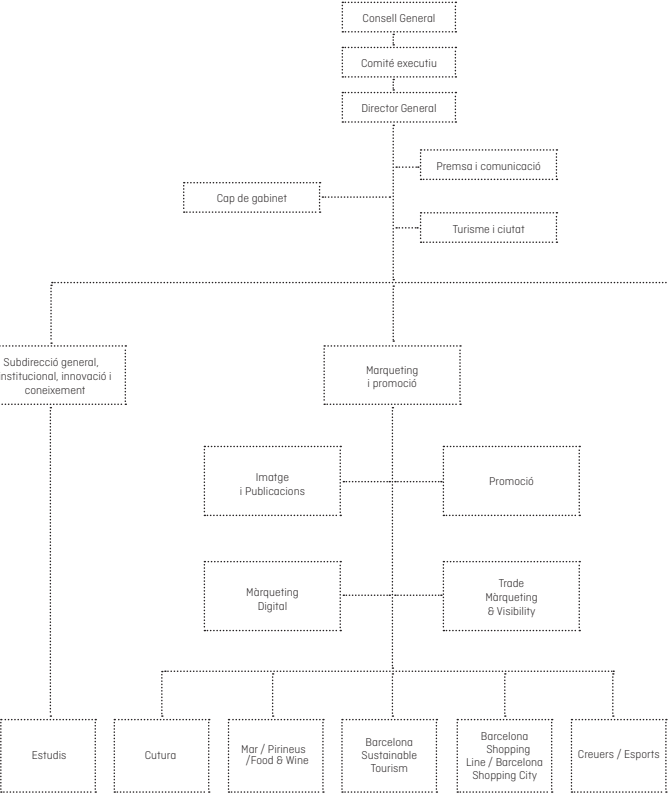 Consell General
Comité executiu
Director General
Premsa i comunicació
Cap de gabinet
Turisme i ciutat
Subdirecció general,
nstitucional, innovació i
coneixement
Marqueting
i promoció
Imatge
i Publicacions
Promoció
Màrqueting
Digital
Trade
Màrqueting
& Visibility
Estudis
Cutura
Mar / Pirineus
/Food & Wine
Barcelona
Sustainable
Tourism
Barcelona
Shopping
Line / Barcelona
Shopping City
Creuers / Esports